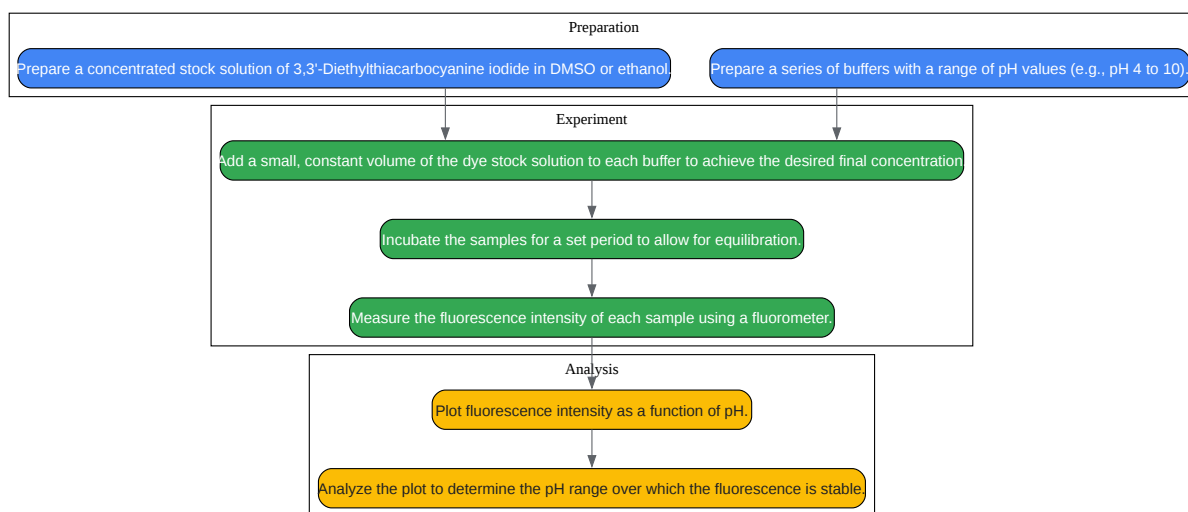 Preparation
Prepare a concentrated stock solution of 3,3'-Diethylthiacarbocyanine iodide in DMSO or ethanol.
Prepare a series of buffers with a range of pH values (e.g., pH 4 to 10).
Experiment
Add a small, constant volume of the dye stock solution to each buffer to achieve the desired final concentration.
Incubate the samples for a set period to allow for equilibration.
Measure the fluorescence intensity of each sample using a fluorometer.
Analysis
Plot fluorescence intensity as a function of pH.
Analyze the plot to determine the pH range over which the fluorescence is stable.